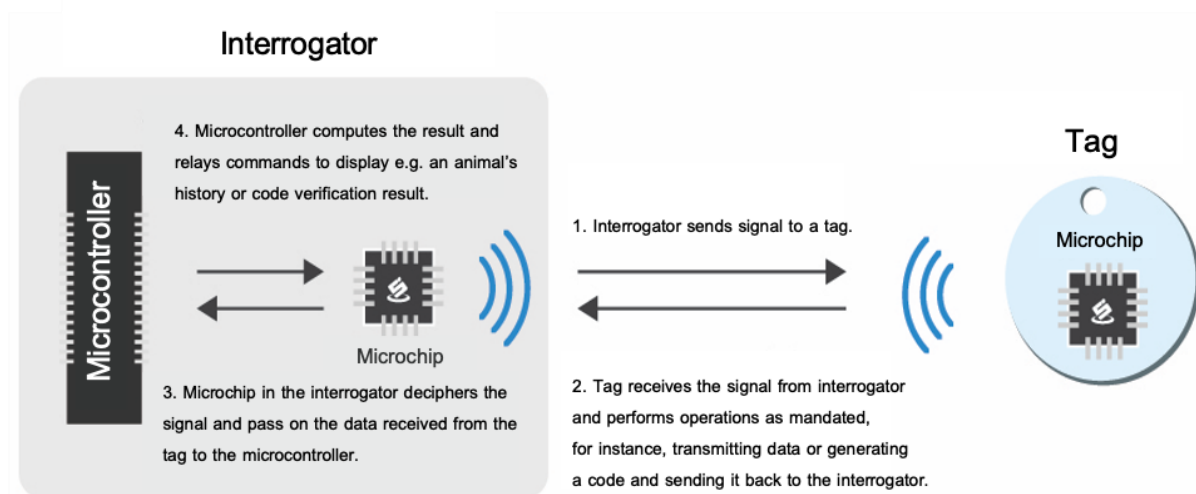 Interrogator
Microcontroller
4. Microcontroller computes the result and
relays commands to display e.g. an animal's
history or code verification result.
Microchip
3. Microchip in the interrogator deciphers the
signal and pass on the data received from the
tag to the microcontroller.
1. Interrogator sends signal to a tag.
2. Tag receives the signal from interrogator
and performs operations as mandated,
for instance, transmitting data or generating
a code and sending it back to the interrogator.
Tag
Microchip